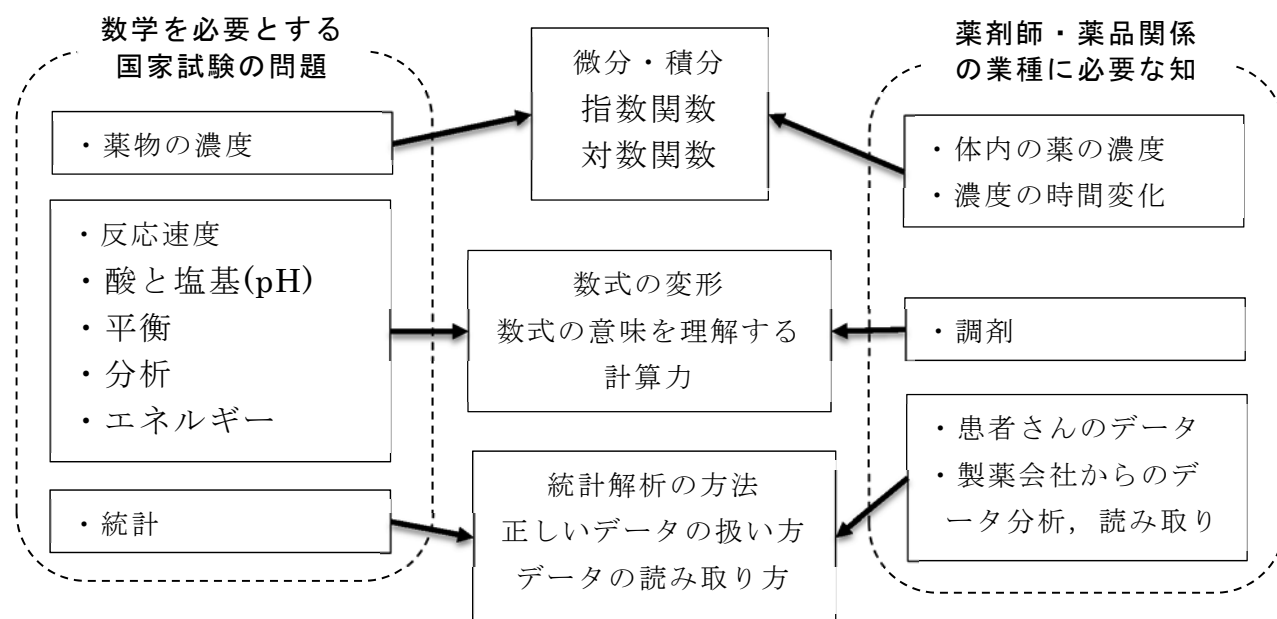 数学を必要とする
国家試験の問題
・薬物の濃度
・反応速度
・酸と塩基(pH)
・平衡
・分析
・エネルギー
・統計
微分・積分
指数関数
対数関数
数式の変形
数式の意味を理解する
計算力
統計解析の方法
正しいデータの扱い方
データの読み取り方
薬剤師・薬品関係
の業種に必要な知
・体内の薬の濃度
・濃度の時間変化
・調剤
・患者さんのデータ
・製薬会社からのデ
ータ分析，読み取り